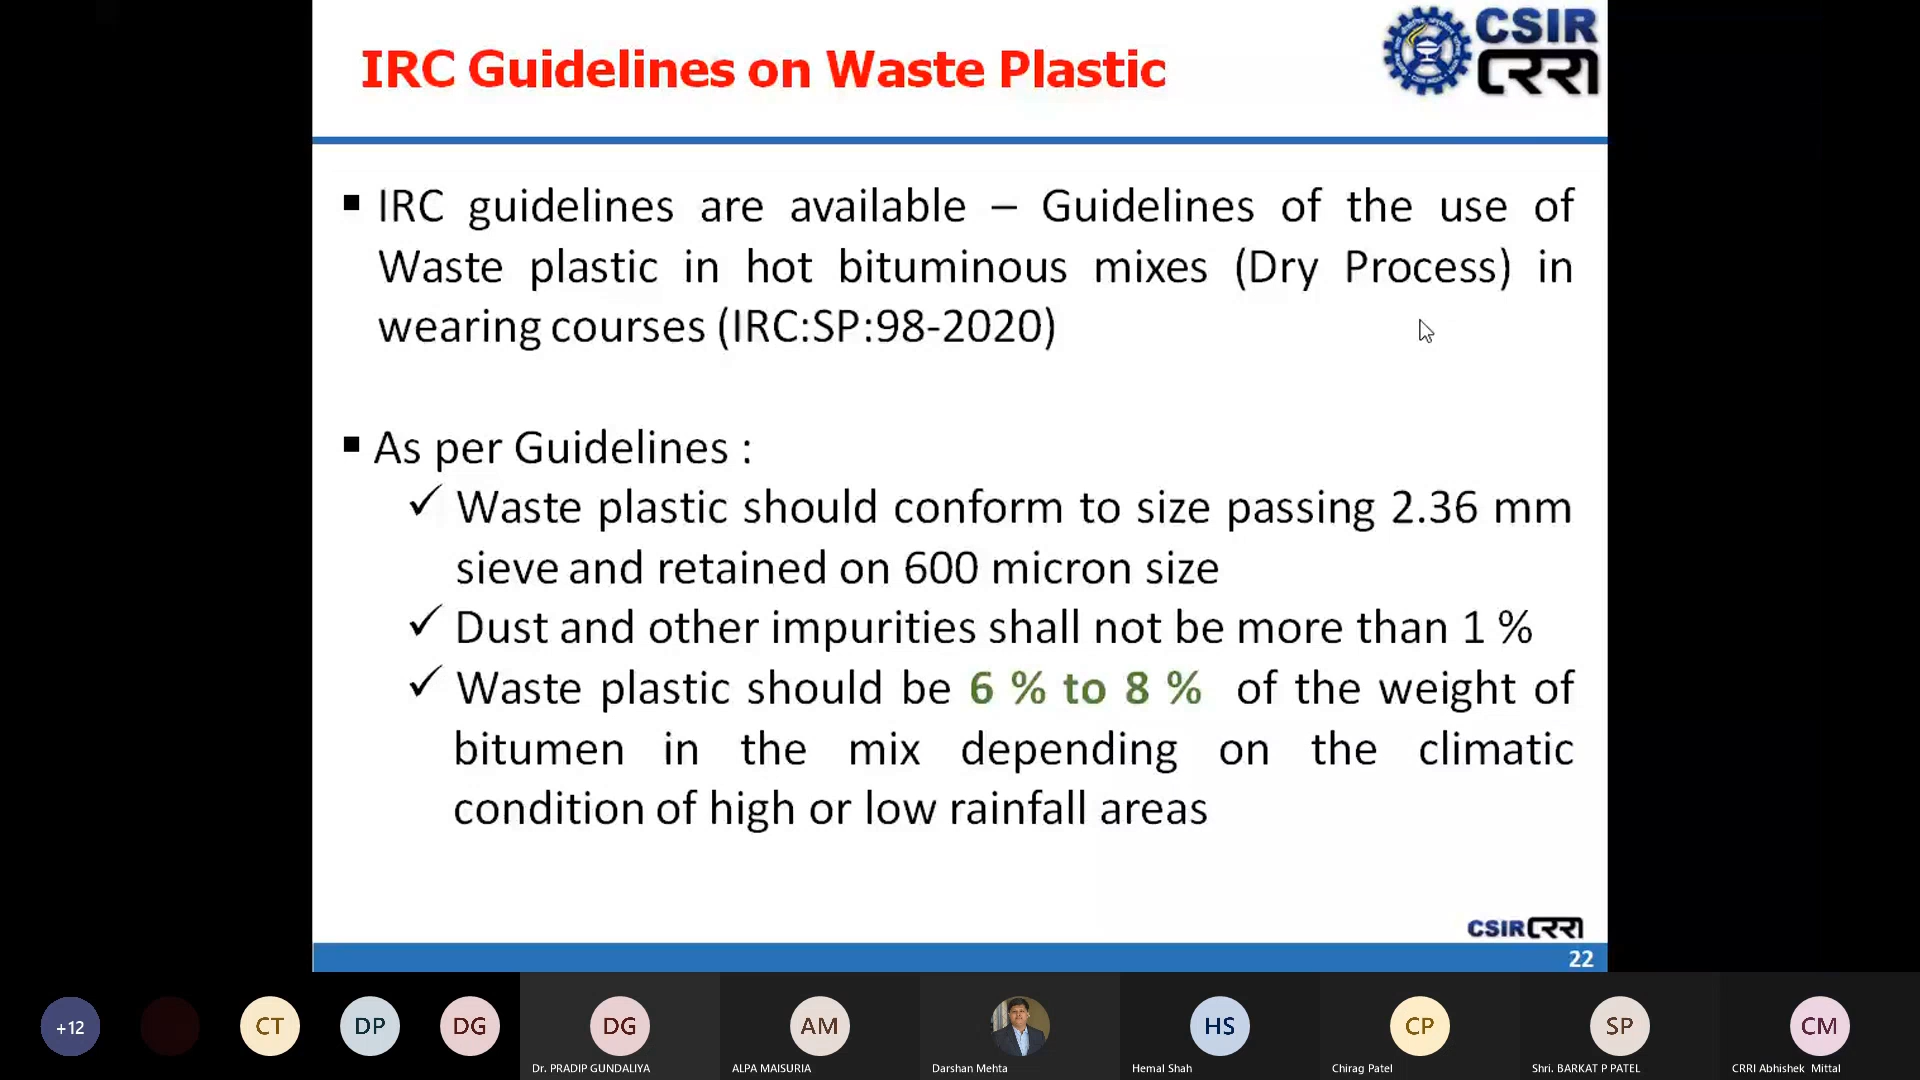 IRC Guidelines on Waste Plastic
CSIR
CRRI
▪ IRC guidelines are available – Guidelines of the use of
Waste plastic in hot bituminous mixes (Dry Process) in
wearing courses (IRC:SP:98-2020)
▪ As per Guidelines :
✓ Waste plastic should conform to size passing 2.36 mm
sieve and retained on 600 micron size
✓ Dust and other impurities shall not be more than 1 %
✓ Waste plastic should be 6 % to 8 % of the weight of
bitumen in the mix depending on the climatic
condition of high or low rainfall areas
CSIR CRRI
22
+12
CT
DP
DG
DG
AM
HS
CP
SP
CM
Dr. PRADIP GUNDALIYA
ALPA MAISURIA
Darshan Mehta
Hemal Shah
Chirag Patel
Shri. BARKAT P PATEL
CRRI Abhishek Mittal